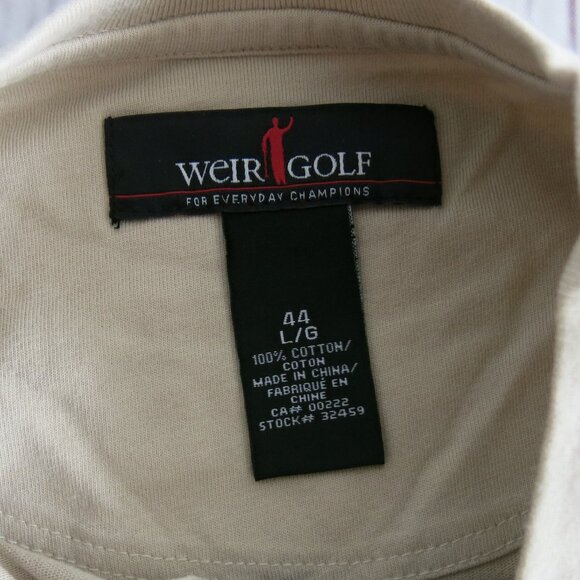 WEIR GOLF
FOR EVERYDAY CHAMPIONS
44
L/G
100% COTTON/
COTON
MADE IN CHINA/
FABRIQUÉ EN
CHINE
CA# 00222
STOCK# 32459